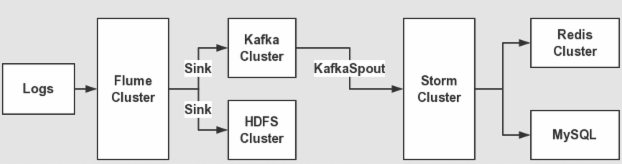 Logs
Flume
Cluster
Sink
Sink
Kafka
Cluster
HDFS
Cluster
KafkaSpout
Storm
Cluster
Redis
Cluster
MySQL